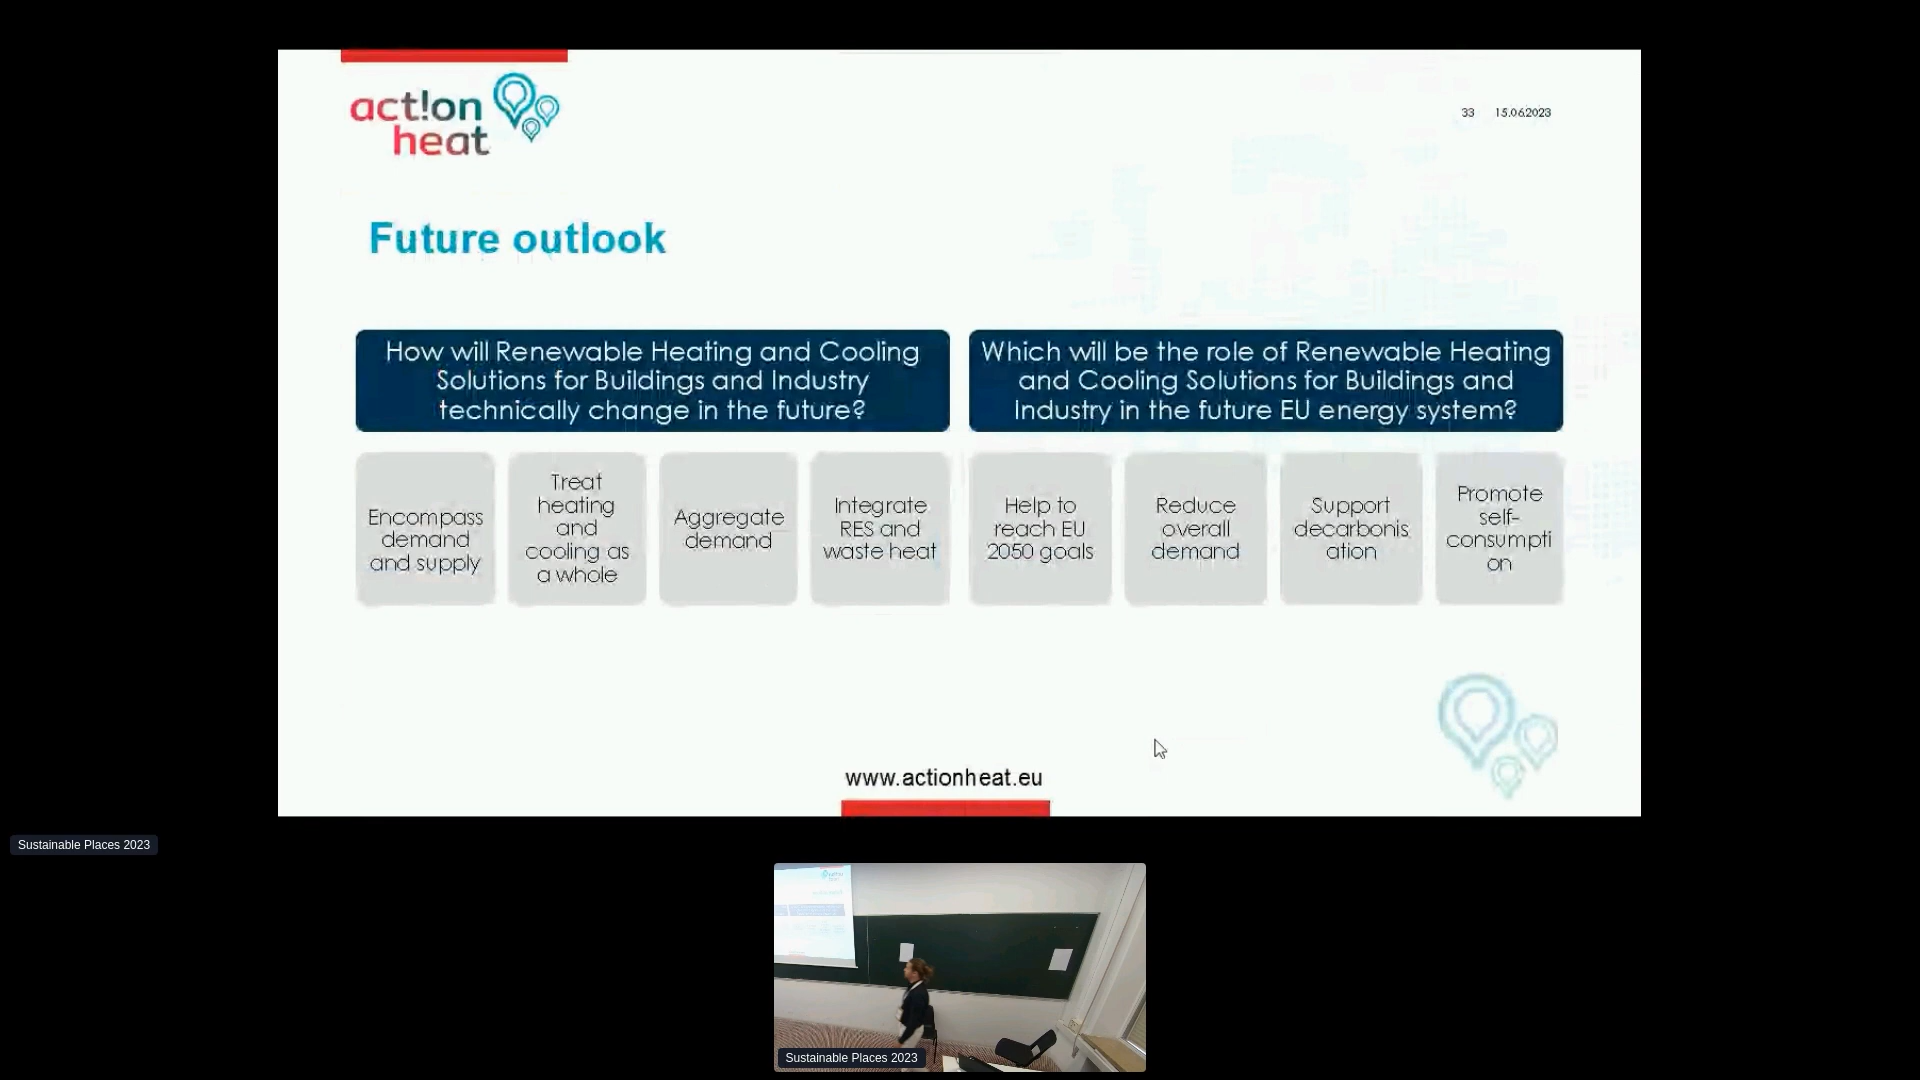 act!on
heat
33 15.06.2023
Future outlook
How will Renewable Heating and Cooling
Solutions for Buildings and Industry
technically change in the future?
Which will be the role of Renewable Heating
and Cooling Solutions for Buildings and
Industry in the future EU energy system?
Encompass
demand
and supply
Treat
heating
and
cooling as
a whole
Aggregate
demand
Integrate
RES and
waste heat
Help to
reach EU
2050 goals
Reduce
overall
demand
Support
decarbonis
ation
Promote
self-
consumpti
on
www.actionheat.eu
Sustainable Places 2023
Sustainable Places 2023